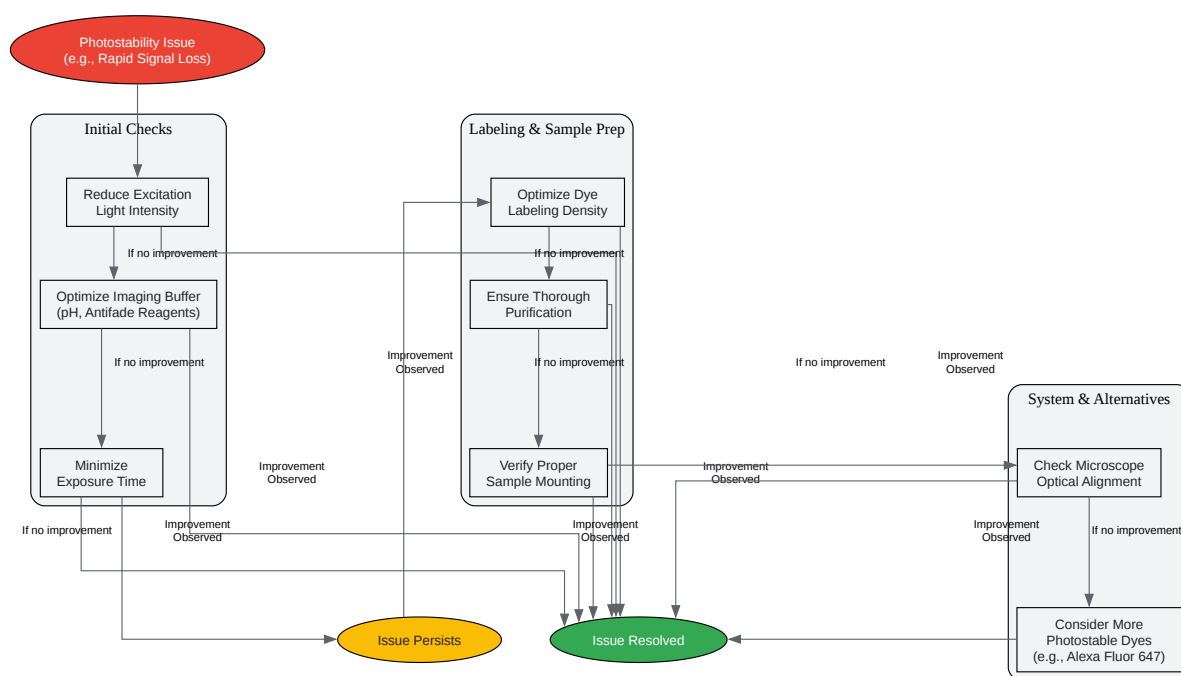 Photostability Issue
(e.g., Rapid Signal Loss)
Initial Checks
Labeling & Sample Prep
Reduce Excitation
Light Intensity
Optimize Dye
Labeling Density
If no improvement
If no improvement
Optimize Imaging Buffer
(pH, Antifade Reagents)
Ensure Thorough
Purification
If no improvement
Improvement
Observed
If no improvement
If no improvement
Improvement
Observed
System & Alternatives
Minimize
Exposure Time
Improvement
Observed
Verify Proper
Sample Mounting
Improvement
Observed
Check Microscope
Optical Alignment
If no improvement
Improvement
Observed
Improvement
Observed
Improvement
Observed
If no improvement
Issue Persists
Issue Resolved
Consider More
Photostable Dyes
(e.g., Alexa Fluor 647)